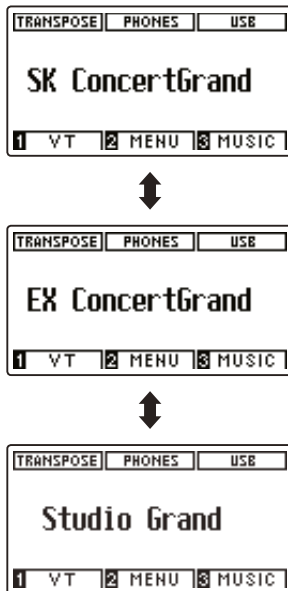 TRANSPOSE PHONES USB
SK ConcertGrand
1 VT 2 MENU 3 MUSIC
TRANSPOSE PHONES USB
EX ConcertGrand
1 VT 2 MENU 3 MUSIC
TRANSPOSE PHONES USB
Studio Grand
1 VT 2 MENU 3 MUSIC